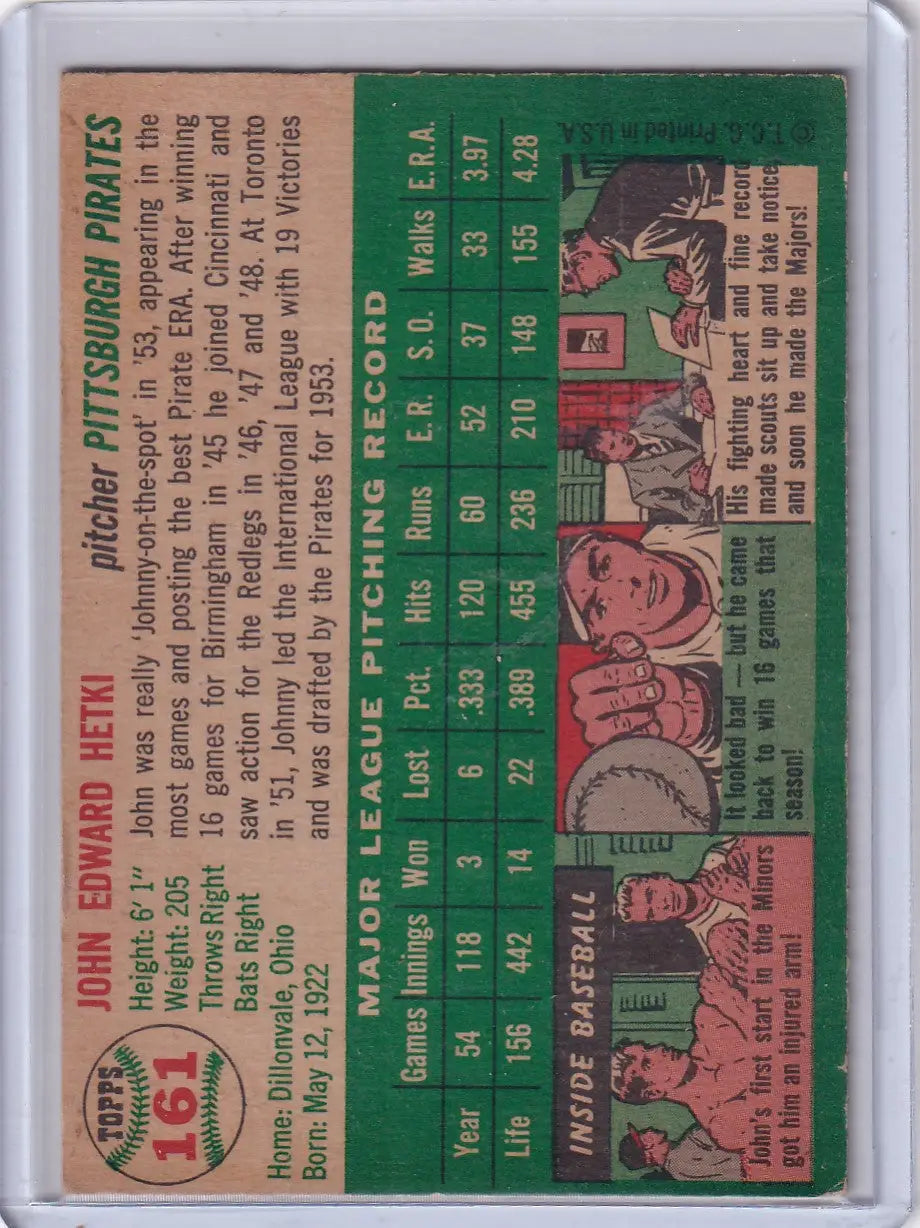 TOPPS
161
JOHN EDWARD HETKI
pitcher PITTSBURGH PIRATES
Height: 6' 1"
Weight: 205
Throws Right
Bats Right
Home: Dillonvale, Ohio
Born: May 12, 1922
John was really 'Johnny-on-the-spot' in '53, appearing in the
most games and posting the best Pirate ERA. After winning
16 games for Birmingham in '45 he joined Cincinnati and
saw action for the Redlegs in '46, '47 and '48. At Toronto
in '51, Johnny led the International League with 19 Victories
and was drafted by the Pirates for 1953.
MAJOR LEAGUE PITCHING RECORD
Games Innings Won Lost Pct. Hits Runs E.R. S.O. Walks E.R.A.
Year 54 118 3 6 .333 120 60 52 37 33 3.97
Life 156 442 14 22 .389 455 236 210 148 155 4.28
INSIDE BASEBALL
John's first start in the Minors
got him an injured arm!
It looked bad — but he came
back to win 16 games that
season!
His fighting heart and fine record
made scouts sit up and take notice,
and soon he made the Majors!
© T.C.G. Printed in U.S.A.